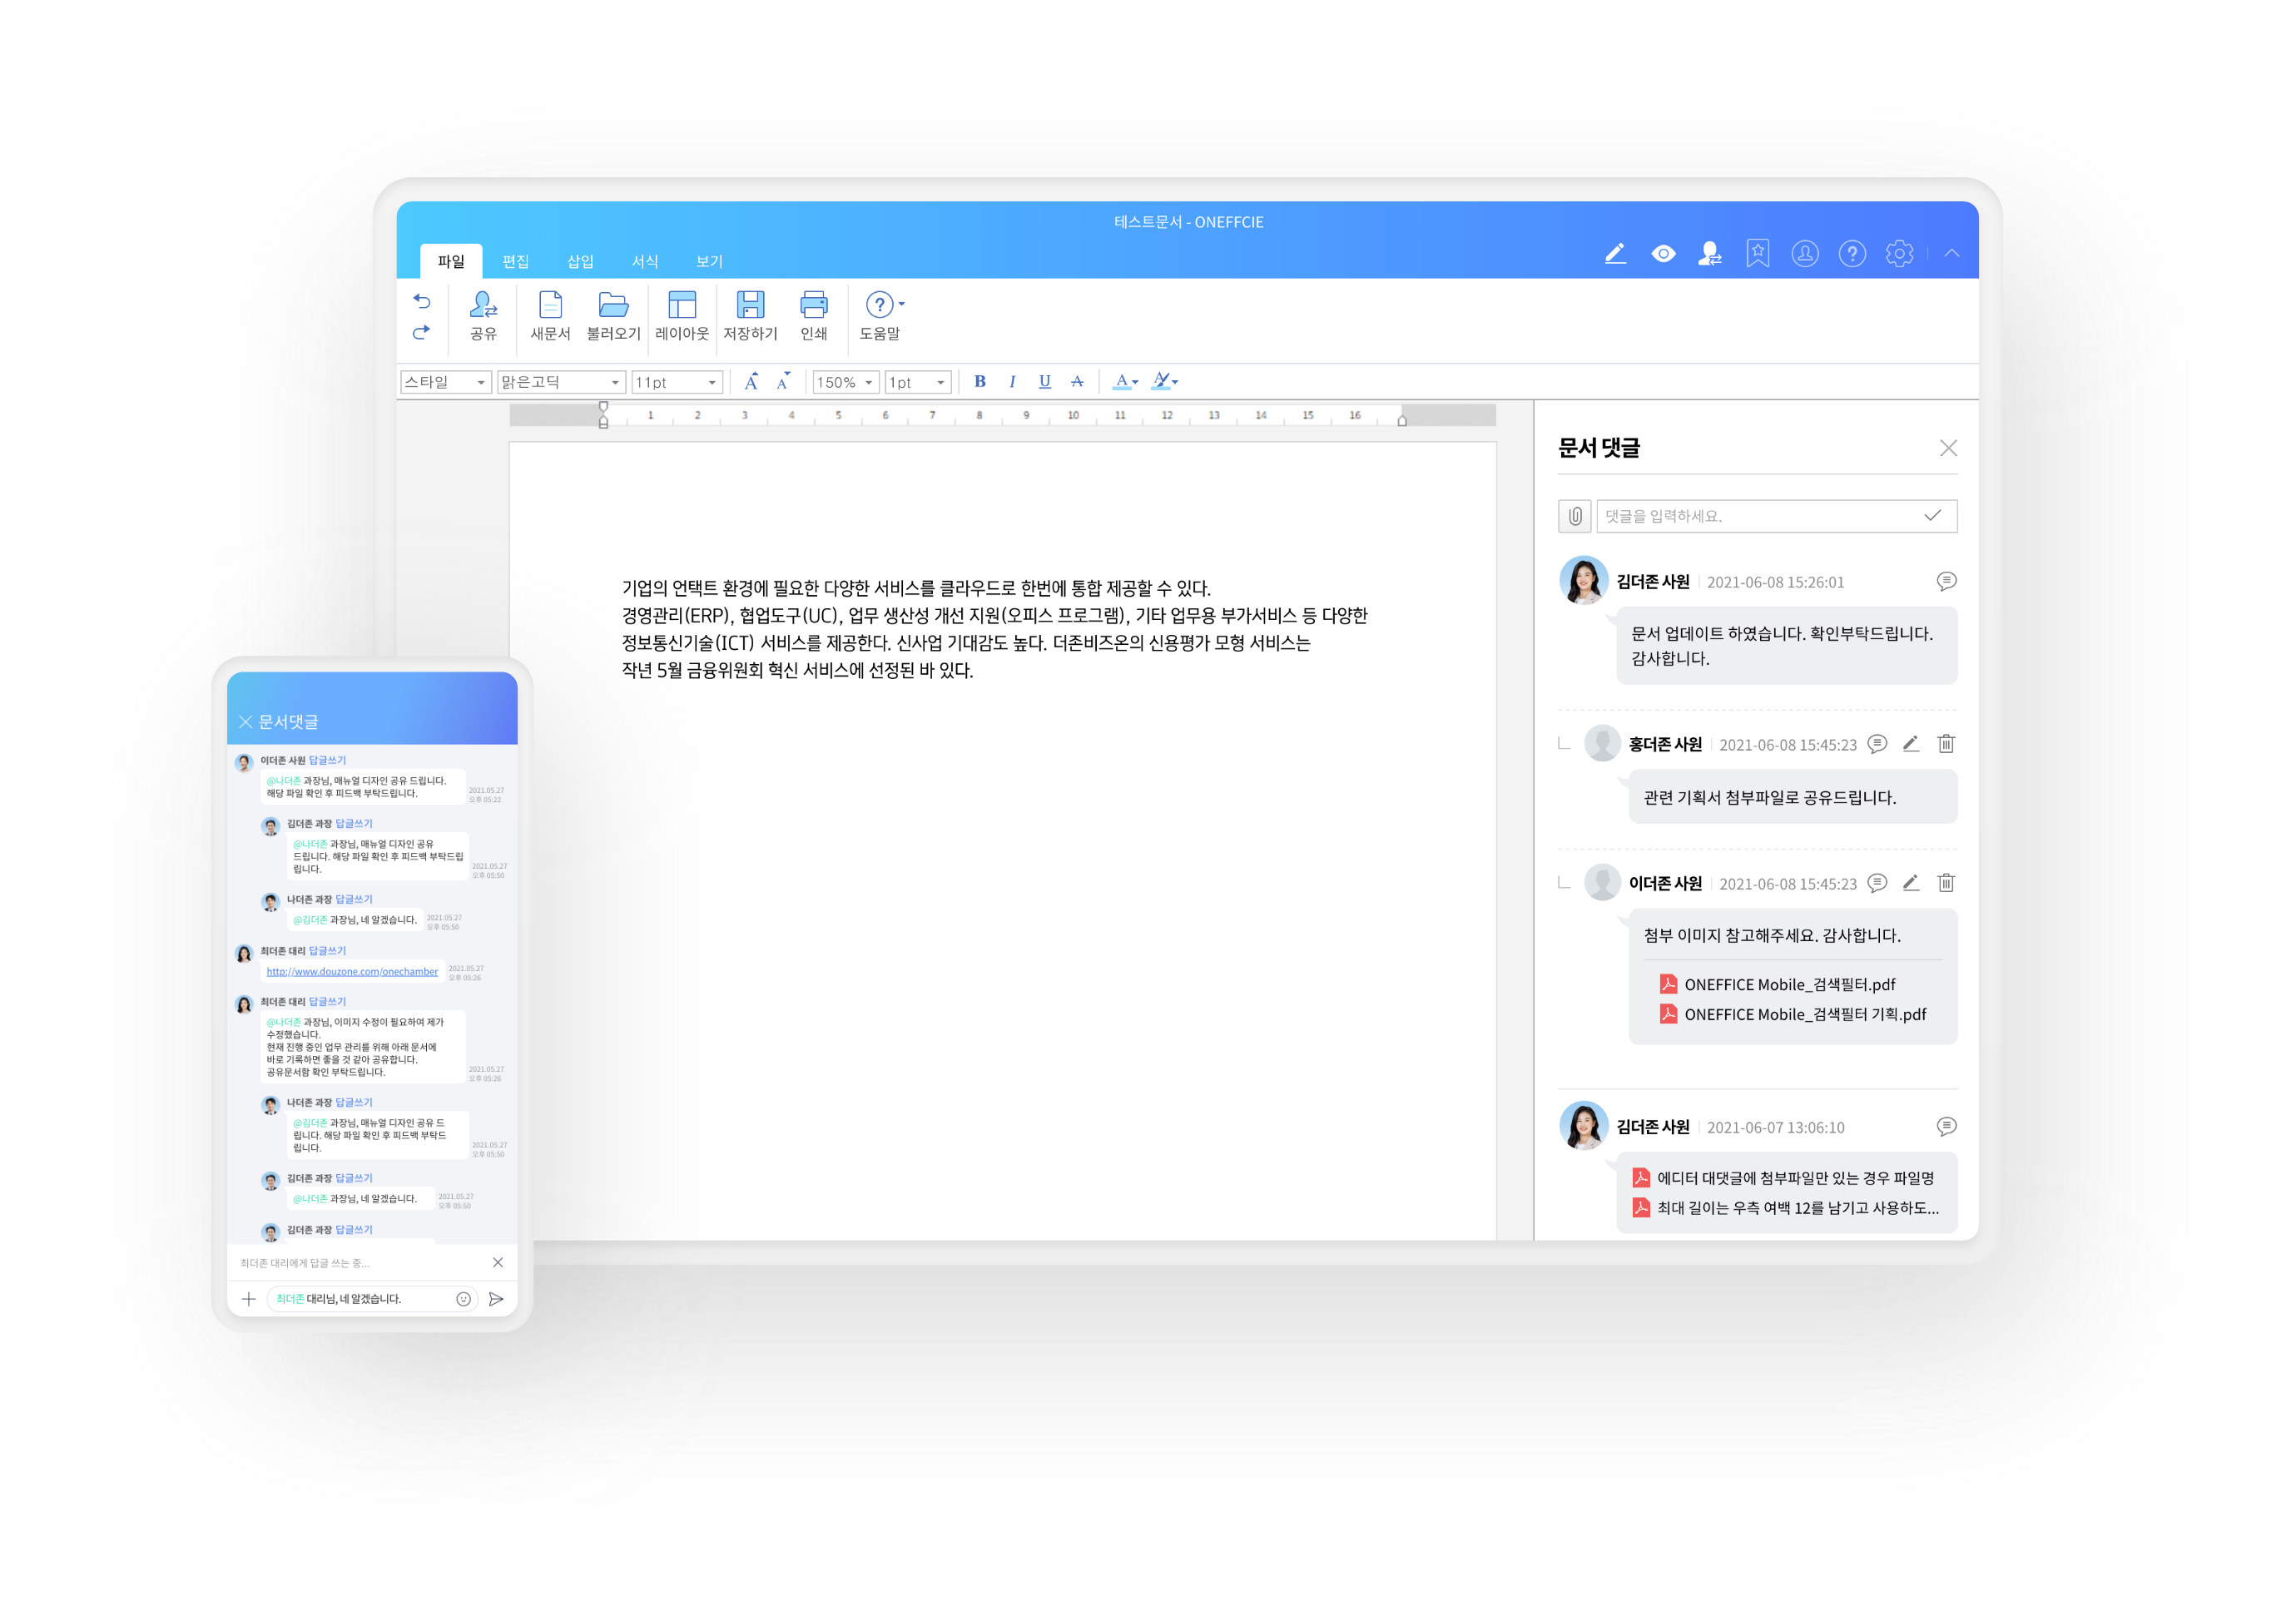 테스트문서 - ONEFFCIE
파일 편집 삽입 서식 보기
공유 새문서 불러오기 레이아웃 저장하기 인쇄 도움말
스타일 맑은고딕 11pt A A 150% 1pt B I U A A A
1 2 3 4 5 6 7 8 9 10 11 12 13 14 15 16
기업의 언택트 환경에 필요한 다양한 서비스를 클라우드로 한번에 통합 제공할 수 있다.
경영관리(ERP), 협업도구(UC), 업무 생산성 개선 지원(오피스 프로그램), 기타 업무용 부가서비스 등 다양한
정보통신기술(ICT) 서비스를 제공한다. 신사업 기대감도 높다. 더존비즈온의 신용평가 모형 서비스는
작년 5월 금융위원회 혁신 서비스에 선정된 바 있다.
문서 댓글
댓글을 입력하세요.
김더존 사원 2021-06-08 15:26:01
문서 업데이트 하였습니다. 확인부탁드립니다.
감사합니다.
홍더존 사원 2021-06-08 15:45:23
관련 기획서 첨부파일로 공유드립니다.
이더존 사원 2021-06-08 15:45:23
첨부 이미지 참고해주세요. 감사합니다.
ONEFFICE Mobile_검색필터.pdf
ONEFFICE Mobile_검색필터 기획.pdf
김더존 사원 2021-06-07 13:06:10
에디터 대댓글에 첨부파일만 있는 경우 파일명
최대 길이는 우측 여백 12를 남기고 사용하도...
문서댓글
이더존 사원 답글쓰기
@나더존 과장님, 매뉴얼 디자인 공유 드립니다.
해당 파일 확인 후 피드백 부탁드립니다.
2021.05.27
오후 05:22
김더존 과장 답글쓰기
@나더존 과장님, 매뉴얼 디자인 공유
드립니다. 해당 파일 확인 후 피드백 부탁드립
립니다.
2021.05.27
오후 05:50
나더존 과장 답글쓰기
@김더존 과장님, 네 알겠습니다.
2021.05.27
오후 05:50
최더존 대리 답글쓰기
http://www.douzone.com/onechamber
2021.05.27
오후 05:26
최더존 대리 답글쓰기
@나더존 과장님, 이미지 수정이 필요하여 제가
수정했습니다.
현재 진행 중인 업무 관리를 위해 아래 문서에
바로 기록하면 좋을 것 같아 공유합니다.
공유문서함 확인 부탁드립니다.
2021.05.27
오후 05:26
나더존 과장 답글쓰기
@김더존 과장님, 매뉴얼 디자인 공유 드
립니다. 해당 파일 확인 후 피드백 부탁드
립니다.
2021.05.27
오후 05:50
김더존 과장 답글쓰기
@나더존 과장님, 네 알겠습니다.
2021.05.27
오후 05:50
김더존 과장 답글쓰기
최더존 대리에게 답글 쓰는 중...
최더존 대리님, 네 알겠습니다.